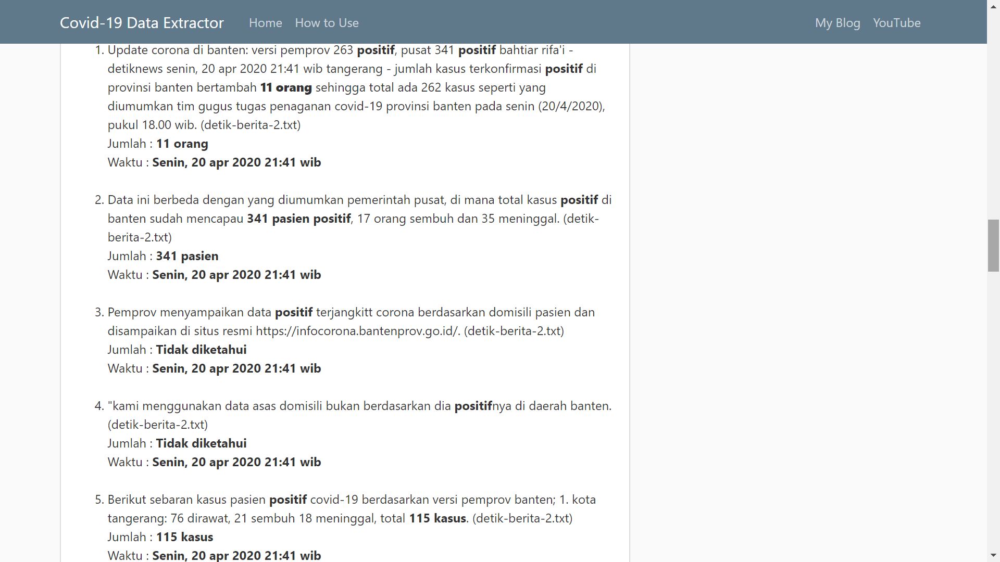 Covid-19 Data Extractor Home How to Use My Blog YouTube
1. Update corona di banten: versi pemprov 263 positif, pusat 341 positif bahtiar rifa'i -
detiknews senin, 20 apr 2020 21:41 wib tangerang - jumlah kasus terkonfirmasi positif di
provinsi banten bertambah 11 orang sehingga total ada 262 kasus seperti yang
diumumkan tim gugus tugas penaganan covid-19 provinsi banten pada senin (20/4/2020),
pukul 18.00 wib. (detik-berita-2.txt)
Jumlah : 11 orang
Waktu : Senin, 20 apr 2020 21:41 wib
2. Data ini berbeda dengan yang diumumkan pemerintah pusat, di mana total kasus positif di
banten sudah mencapau 341 pasien positif, 17 orang sembuh dan 35 meninggal. (detik-
berita-2.txt)
Jumlah : 341 pasien
Waktu : Senin, 20 apr 2020 21:41 wib
3. Pemprov menyampaikan data positif terjangkitt corona berdasarkan domisili pasien dan
disampaikan di situs resmi https://infocorona.bantenprov.go.id/. (detik-berita-2.txt)
Jumlah : Tidak diketahui
Waktu : Senin, 20 apr 2020 21:41 wib
4. "kami menggunakan data asas domisili bukan berdasarkan dia positifnya di daerah banten.
(detik-berita-2.txt)
Jumlah : Tidak diketahui
Waktu : Senin, 20 apr 2020 21:41 wib
5. Berikut sebaran kasus pasien positif covid-19 berdasarkan versi pemprov banten; 1. kota
tangerang: 76 dirawat, 21 sembuh 18 meninggal, total 115 kasus. (detik-berita-2.txt)
Jumlah : 115 kasus
Waktu : Senin, 20 apr 2020 21:41 wib